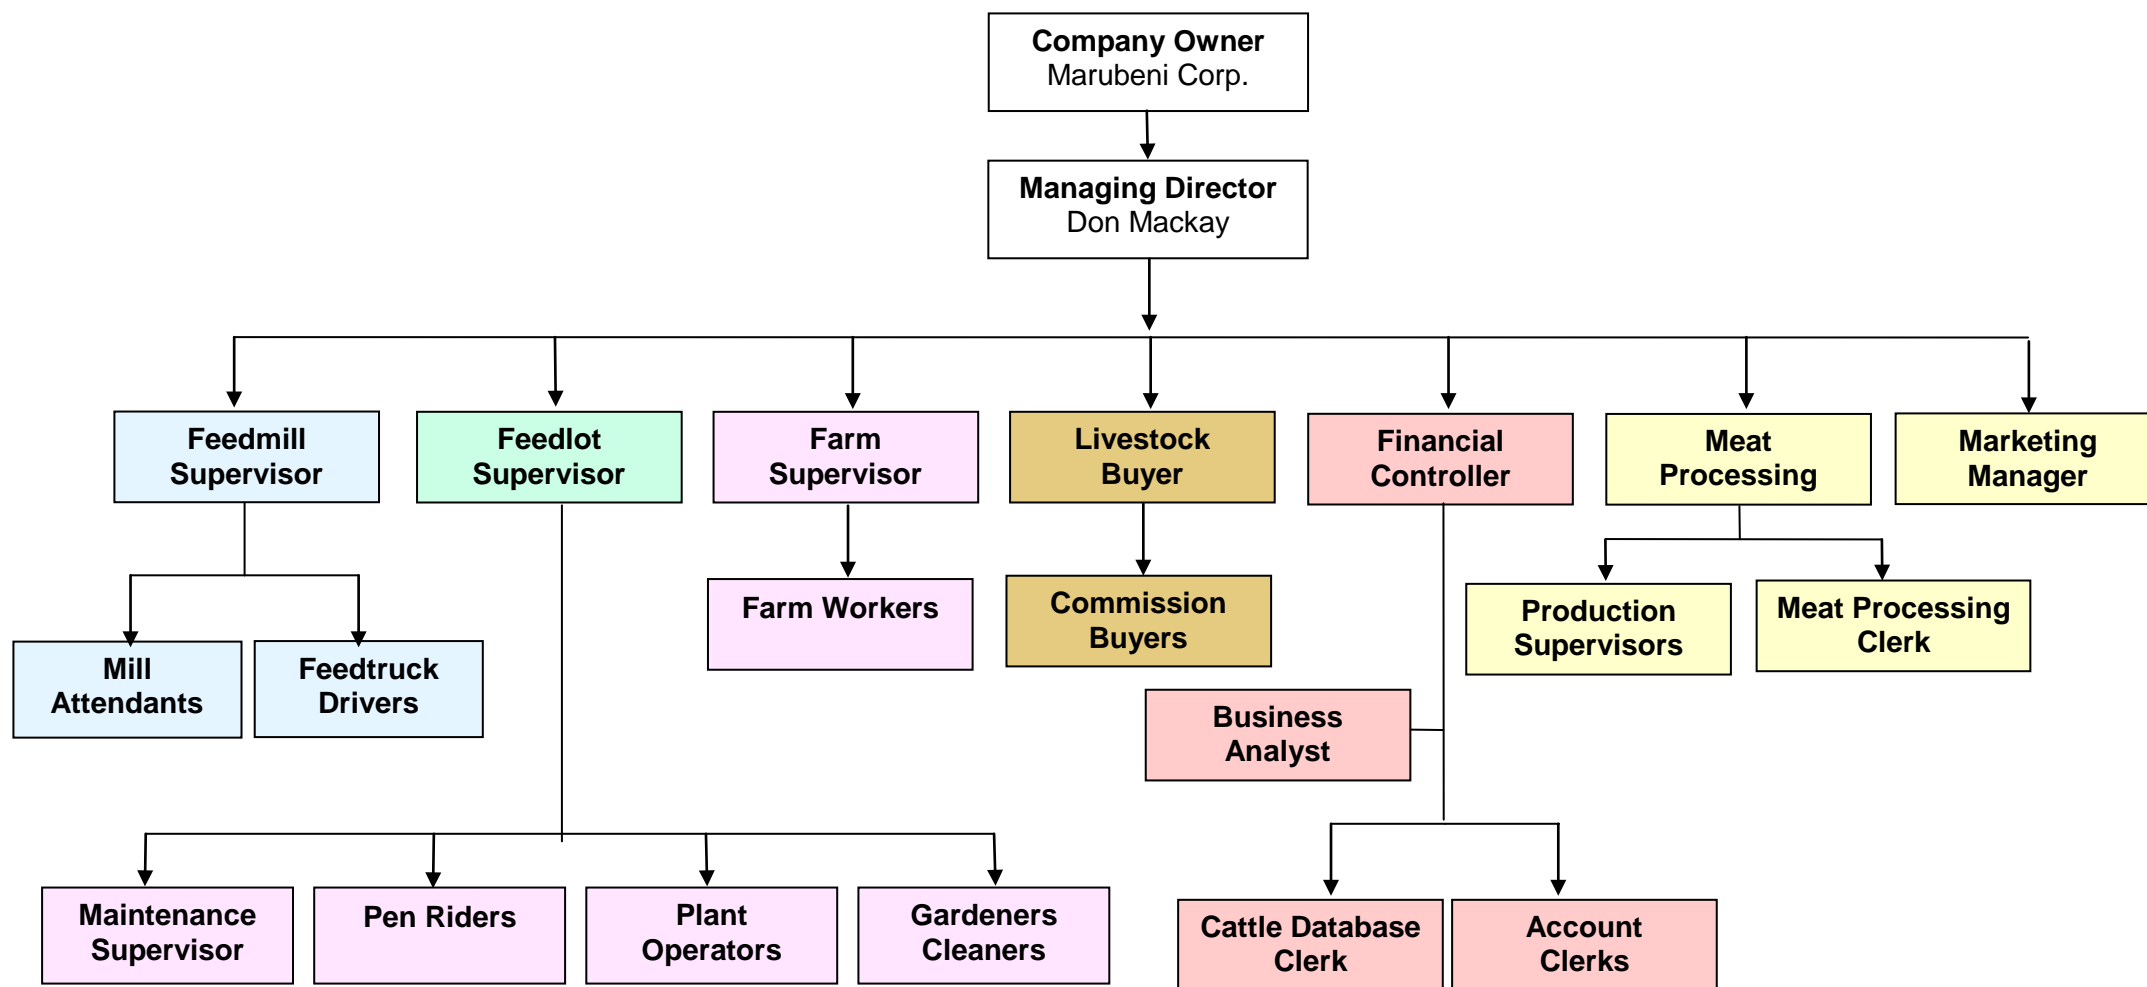 Company Owner
Marubeni Corp.
Managing Director
Don Mackay
Feedmill
Supervisor
Feedlot
Supervisor
Farm
Supervisor
Livestock
Buyer
Financial
Controller
Meat
Processing
Marketing
Manager
Mill
Attendants
Feedtruck
Drivers
Farm Workers
Commission
Buyers
Production
Supervisors
Meat Processing
Clerk
Business
Analyst
Maintenance
Supervisor
Pen Riders
Plant
Operators
Gardeners
Cleaners
Cattle Database
Clerk
Account
Clerks